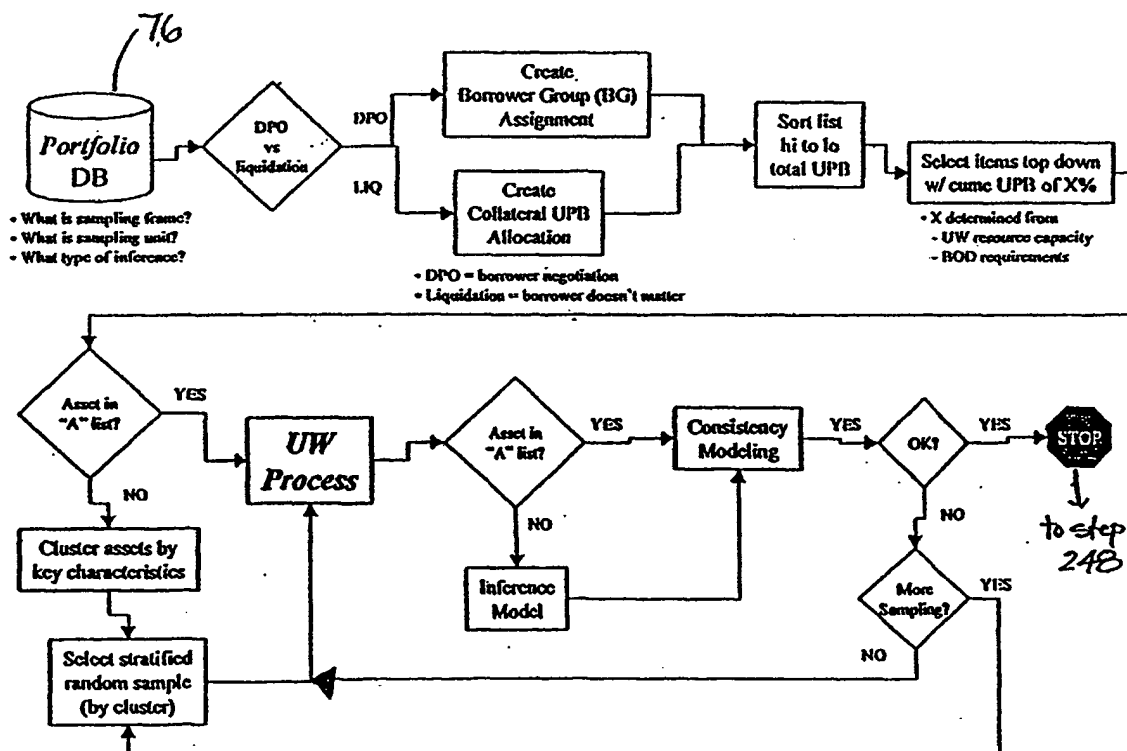 76
Portfolio
DB
• What is sampling frame?
• What is sampling unit?
• What type of inference?
DPO
vs
liquidation
DPO
LIQ
Create
Borrower Group (BG)
Assignment
Create
Collateral UPB
Allocation
• DPO = borrower negotiation
• Liquidation = borrower doesn't matter
Sort list
hi to lo
total UPB
Select items top down
w/ cume UPB of X%
• X determined from
- UW resource capacity
- BOD requirements
Asset in
"A" list?
YES
NO
UW
Process
Asset in
"A" list?
YES
NO
Consistency
Modeling
YES
OK?
YES
STOP
to step
248
NO
Cluster assets by
key characteristics
Inference
Model
More
Sampling?
YES
NO
Select stratified
random sample
(by cluster)